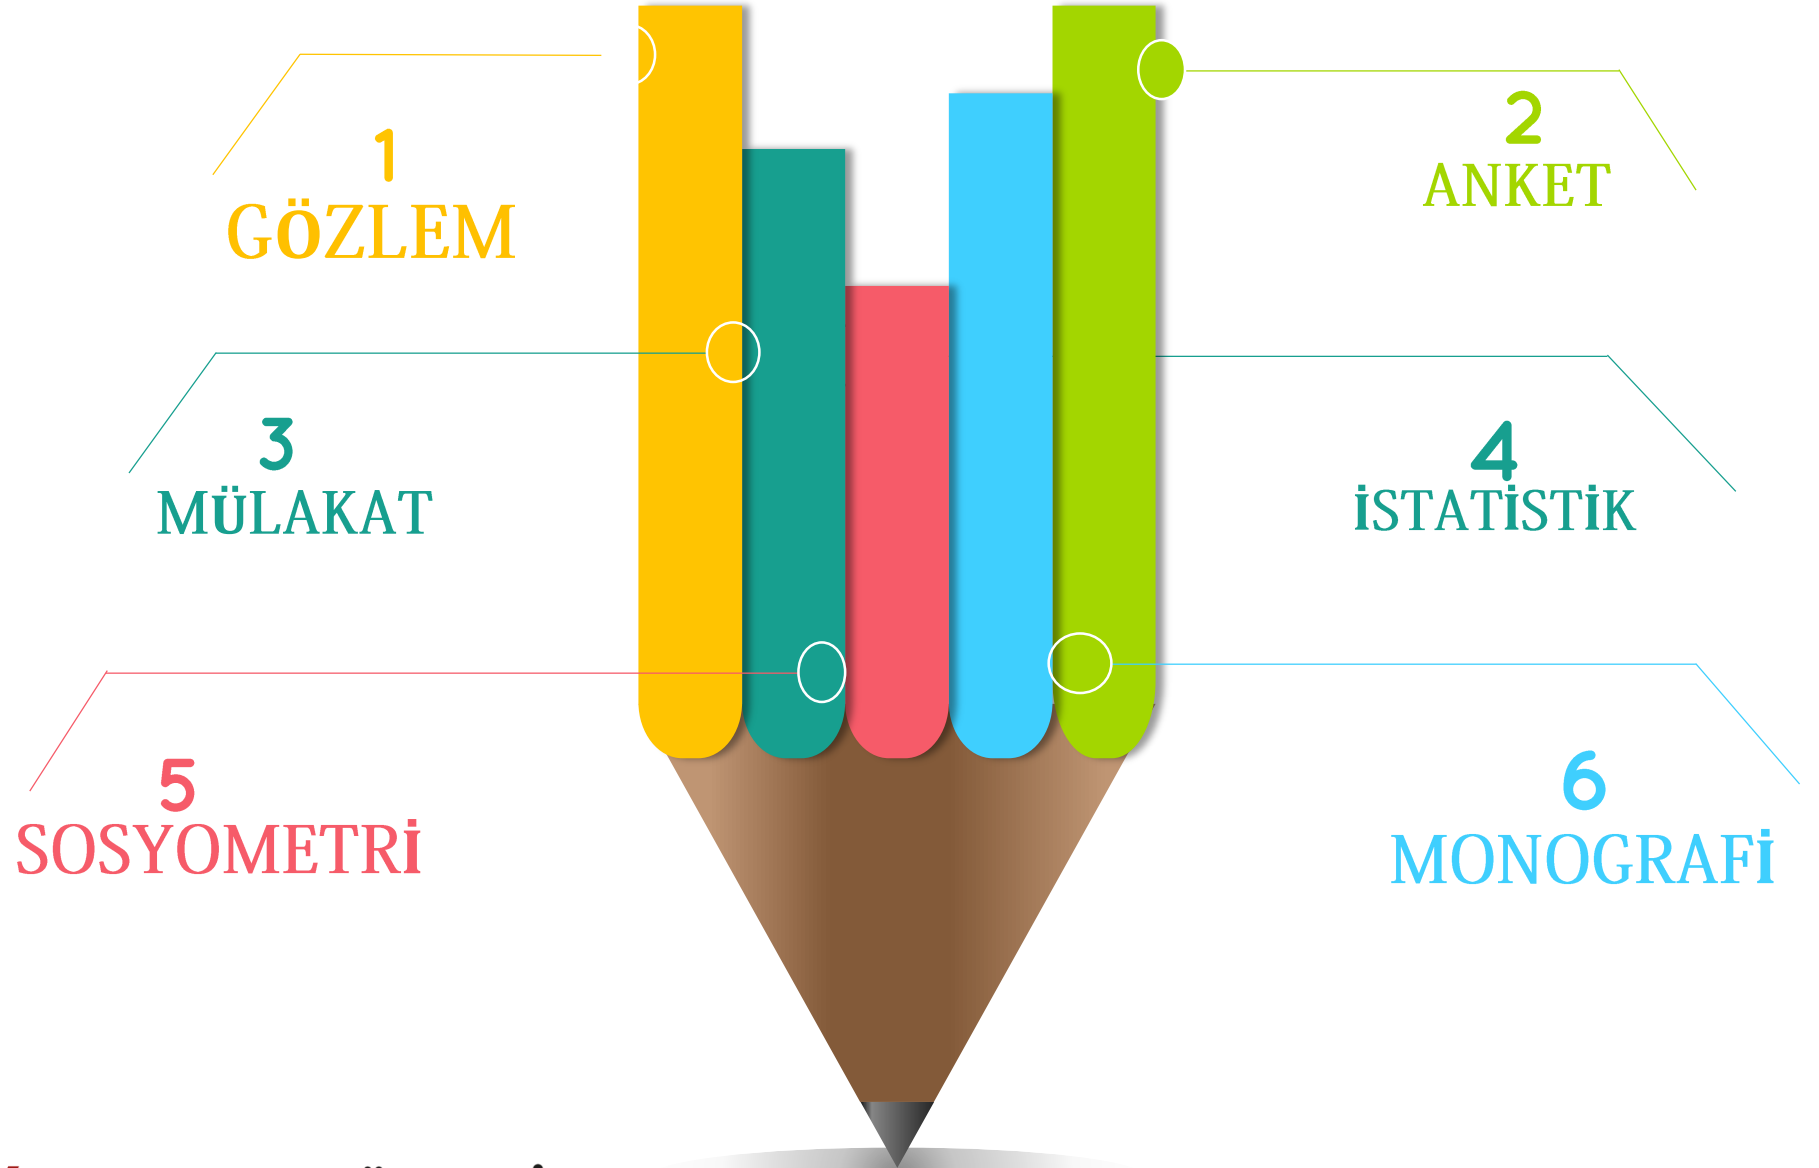 1
GÖZLEM
2
ANKET
3
MÜLAKAT
4
İSTATİSTİK
5
SOSYOMETRİ
6
MONOGRAFİ